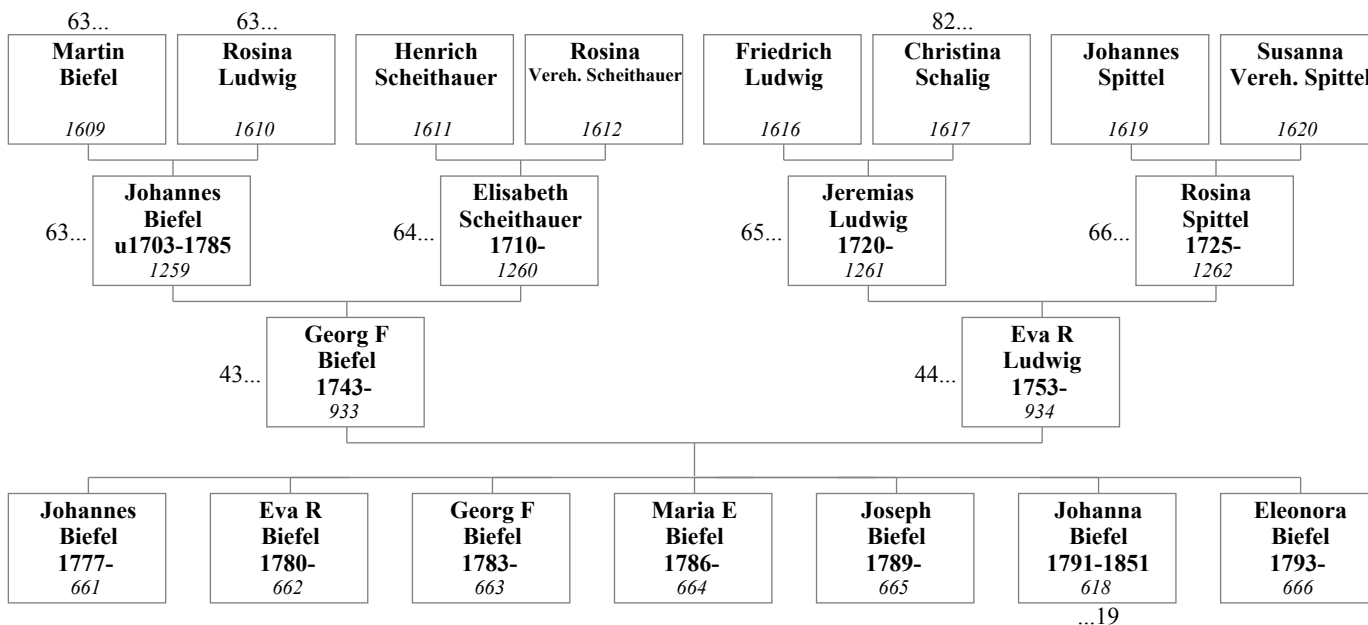 63...
63...
82...
Martin
Biefel
1609
Rosina
Ludwig
1610
Henrich
Scheithauer
1611
Rosina
Vereh. Scheithauer
1612
Friedrich
Ludwig
1616
Christina
Schalig
1617
Johannes
Spittel
1619
Susanna
Vereh. Spittel
1620
63...
Johannes
Biefel
u1703-1785
1259
64...
Elisabeth
Scheithauer
1710-
1260
65...
Jeremias
Ludwig
1720-
1261
66...
Rosina
Spittel
1725-
1262
43...
Georg F
Biefel
1743-
933
44...
Eva R
Ludwig
1753-
934
Johannes
Biefel
1777-
661
Eva R
Biefel
1780-
662
Georg F
Biefel
1783-
663
Maria E
Biefel
1786-
664
Joseph
Biefel
1789-
665
Johanna
Biefel
1791-1851
618
Eleonora
Biefel
1793-
666
...19